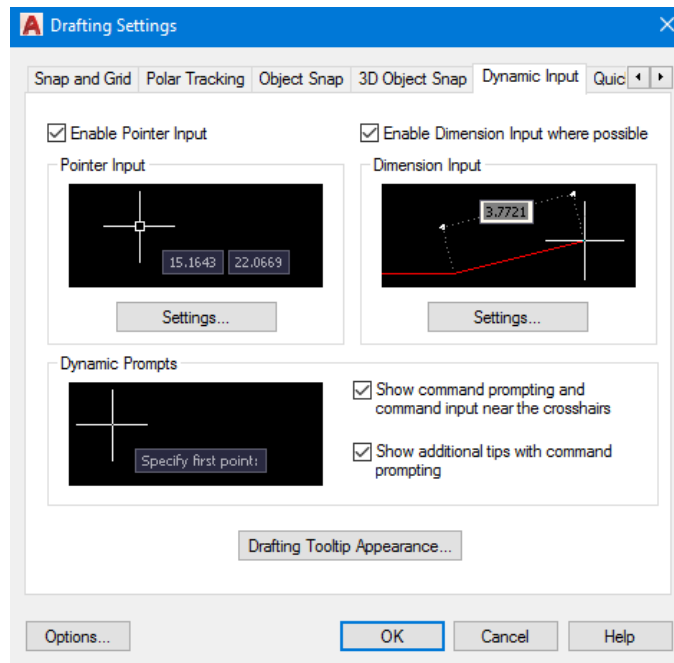 Drafting Settings
Snap and Grid Polar Tracking Object Snap 3D Object Snap Dynamic Input Quic
Enable Pointer Input Enable Dimension Input where possible
Pointer Input Dimension Input
3.7721
15.1643 22.0669
Settings... Settings...
Dynamic Prompts
Show command prompting and
command input near the crosshairs
Specify first point:
Show additional tips with command
prompting
Drafting Tooltip Appearance...
Options... OK Cancel Help